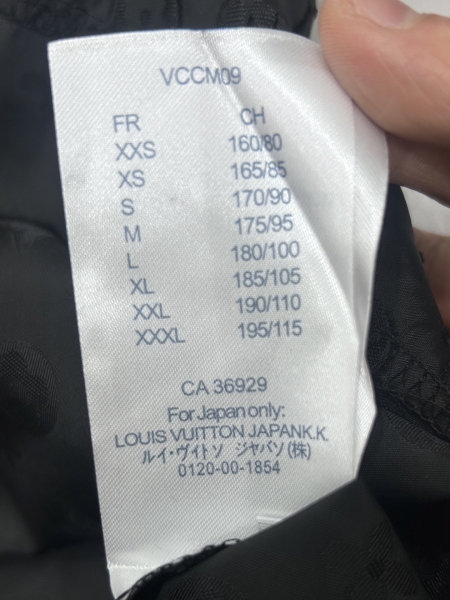 VCCM09
FR CH
XXS 160/80
XS 165/85
S 170/90
M 175/95
L 180/100
XL 185/105
XXL 190/110
XXXL 195/115
CA 36929
For Japan only:
LOUIS VUITTON JAPANK.K.
ルイ・ヴィトソ ジャパソ(株)
0120-00-1854